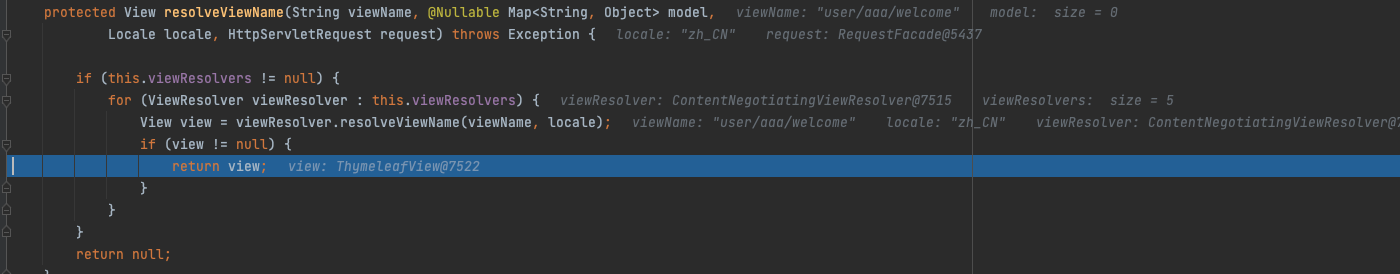 protected View resolveViewName(String viewName, @Nullable Map<String, Object> model,   viewName: "user/aaa/welcome"    model:  size = 0
        Locale locale, HttpServletRequest request) throws Exception {   locale: "zh_CN"    request: RequestFacade@5437
    if (this.viewResolvers != null) {
        for (ViewResolver viewResolver : this.viewResolvers) {   viewResolver: ContentNegotiatingViewResolver@7515    viewResolvers:  size = 5
            View view = viewResolver.resolveViewName(viewName, locale);   viewName: "user/aaa/welcome"    locale: "zh_CN"    viewResolver: ContentNegotiatingViewResolver@7
            if (view != null) {
                return view;   view: ThymeleafView@7522
            }
        }
    }
    return null;
}